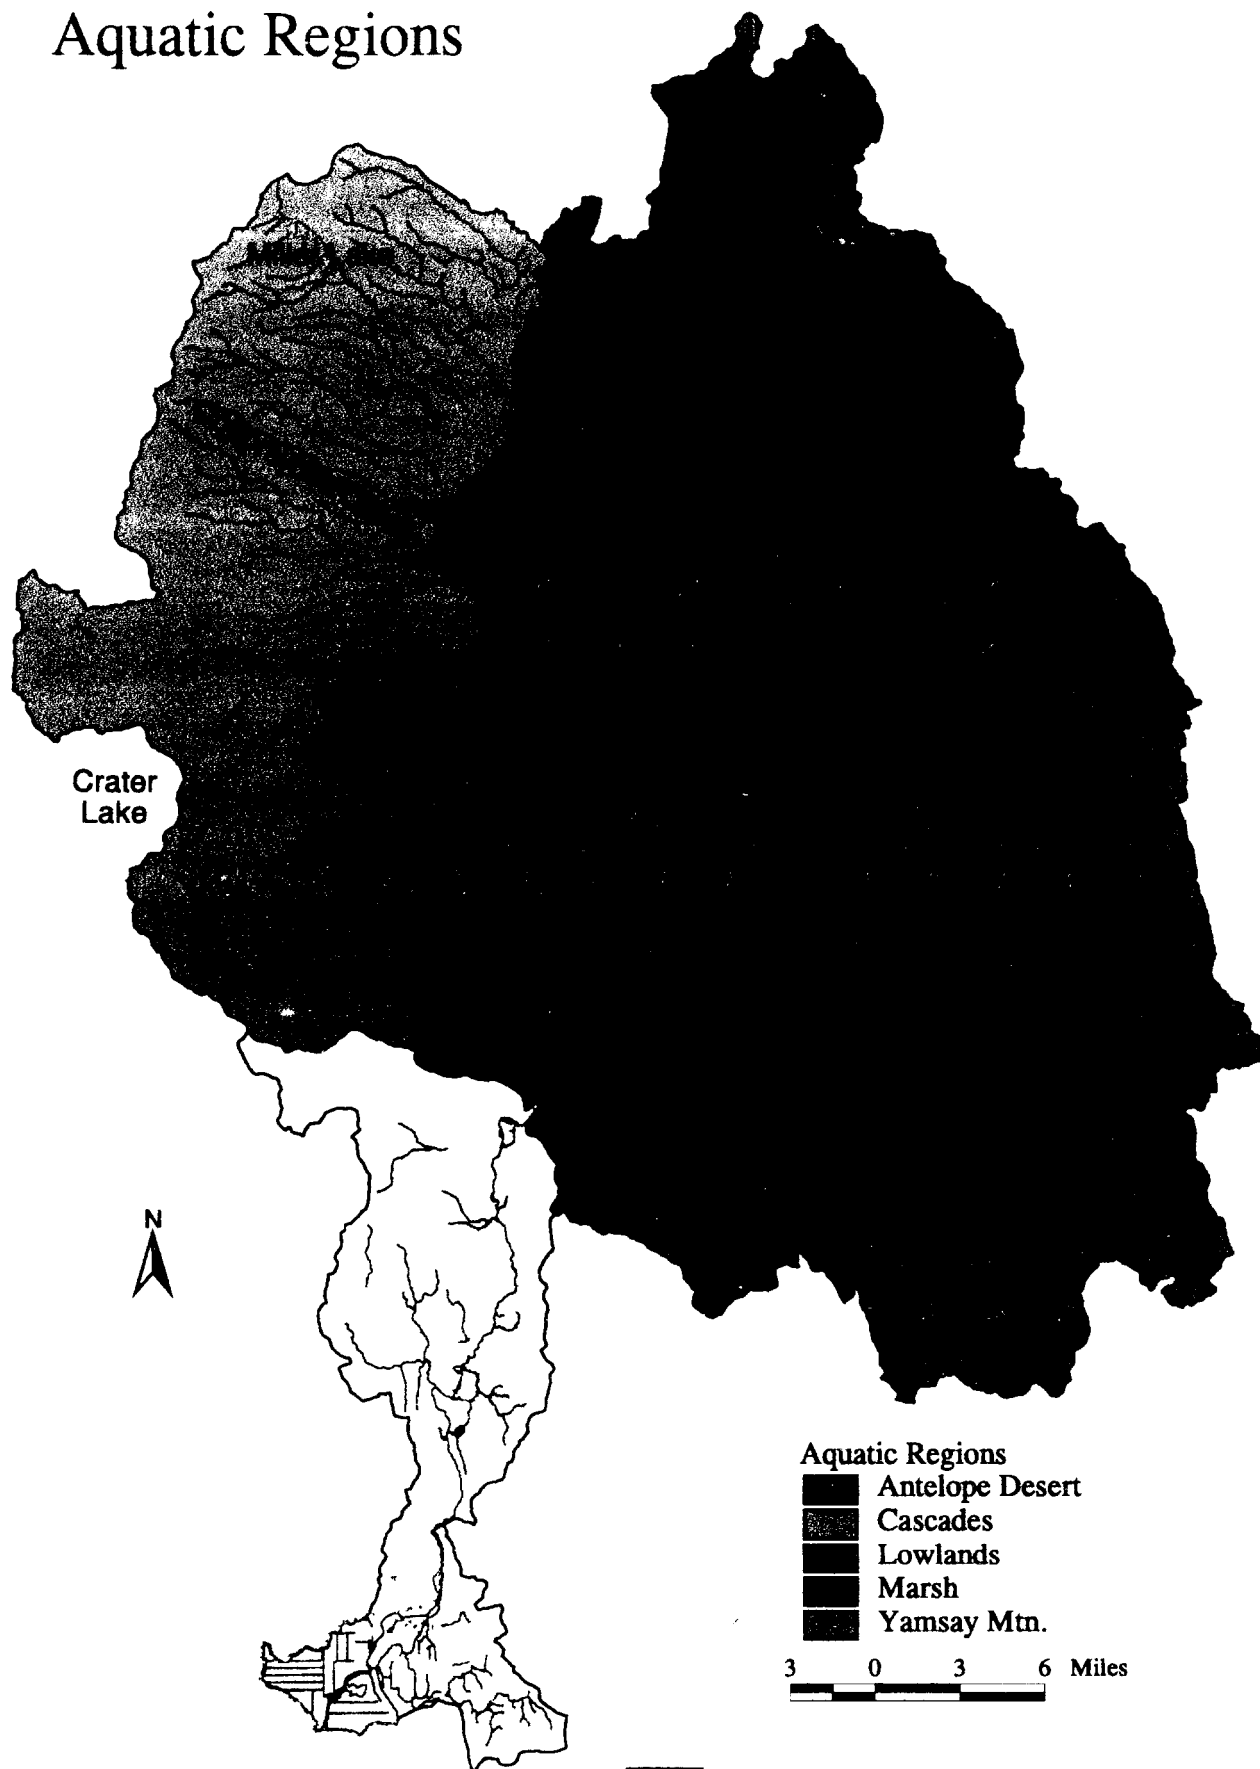 Aquatic Regions
Crater
Lake
N
Aquatic Regions
Antelope Desert
Cascades
Lowlands
Marsh
Yamsay Mtn.
3 0 3 6 Miles